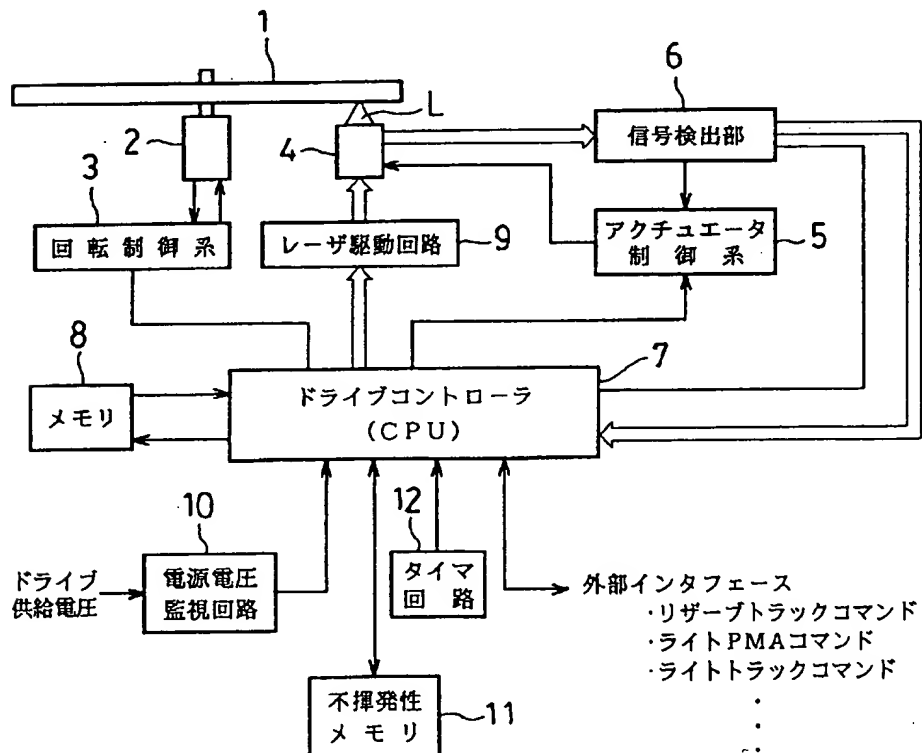 1
6
2
4
L
信号検出部
3
回転制御系
レーザ駆動回路
9
アクチュエータ
制御系
5
8
7
メモリ
ドライブコントローラ
(CPU)
10
12
ドライブ
供給電圧
電源電圧
監視回路
タイマ
回路
外部インタフェース
・リザーブトラックコマンド
・ライトPMAコマンド
・ライトトラックコマンド
・
・
・
不揮発性
メモリ
11